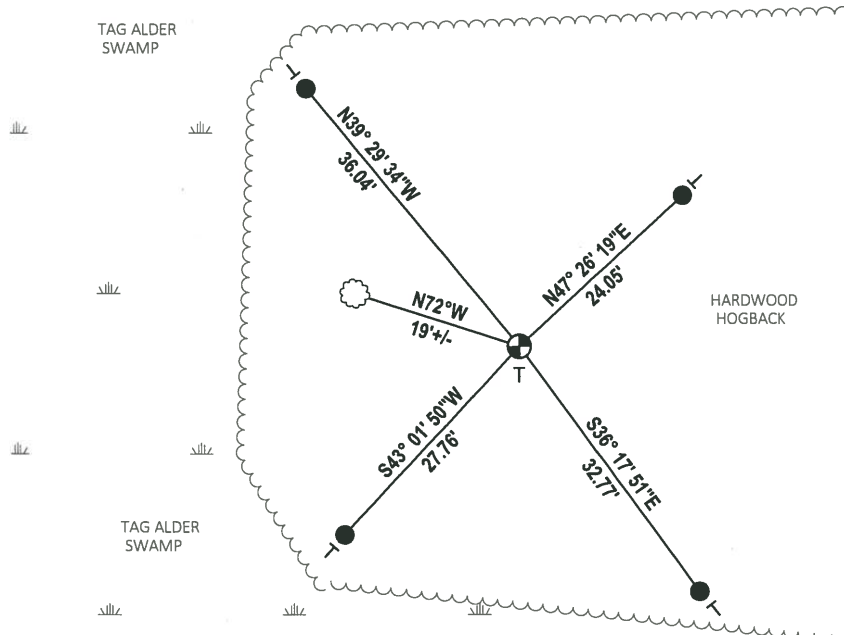 TAG ALDER
SWAMP
N39° 29' 34"W
36.04'
N47° 26' 19"E
24.05'
HARDWOOD
HOGBACK
N72°W
19'+/-
T
S43° 01' 50"W
27.76'
S36° 17' 51"E
32.77'
TAG ALDER
SWAMP
T
T
T
T